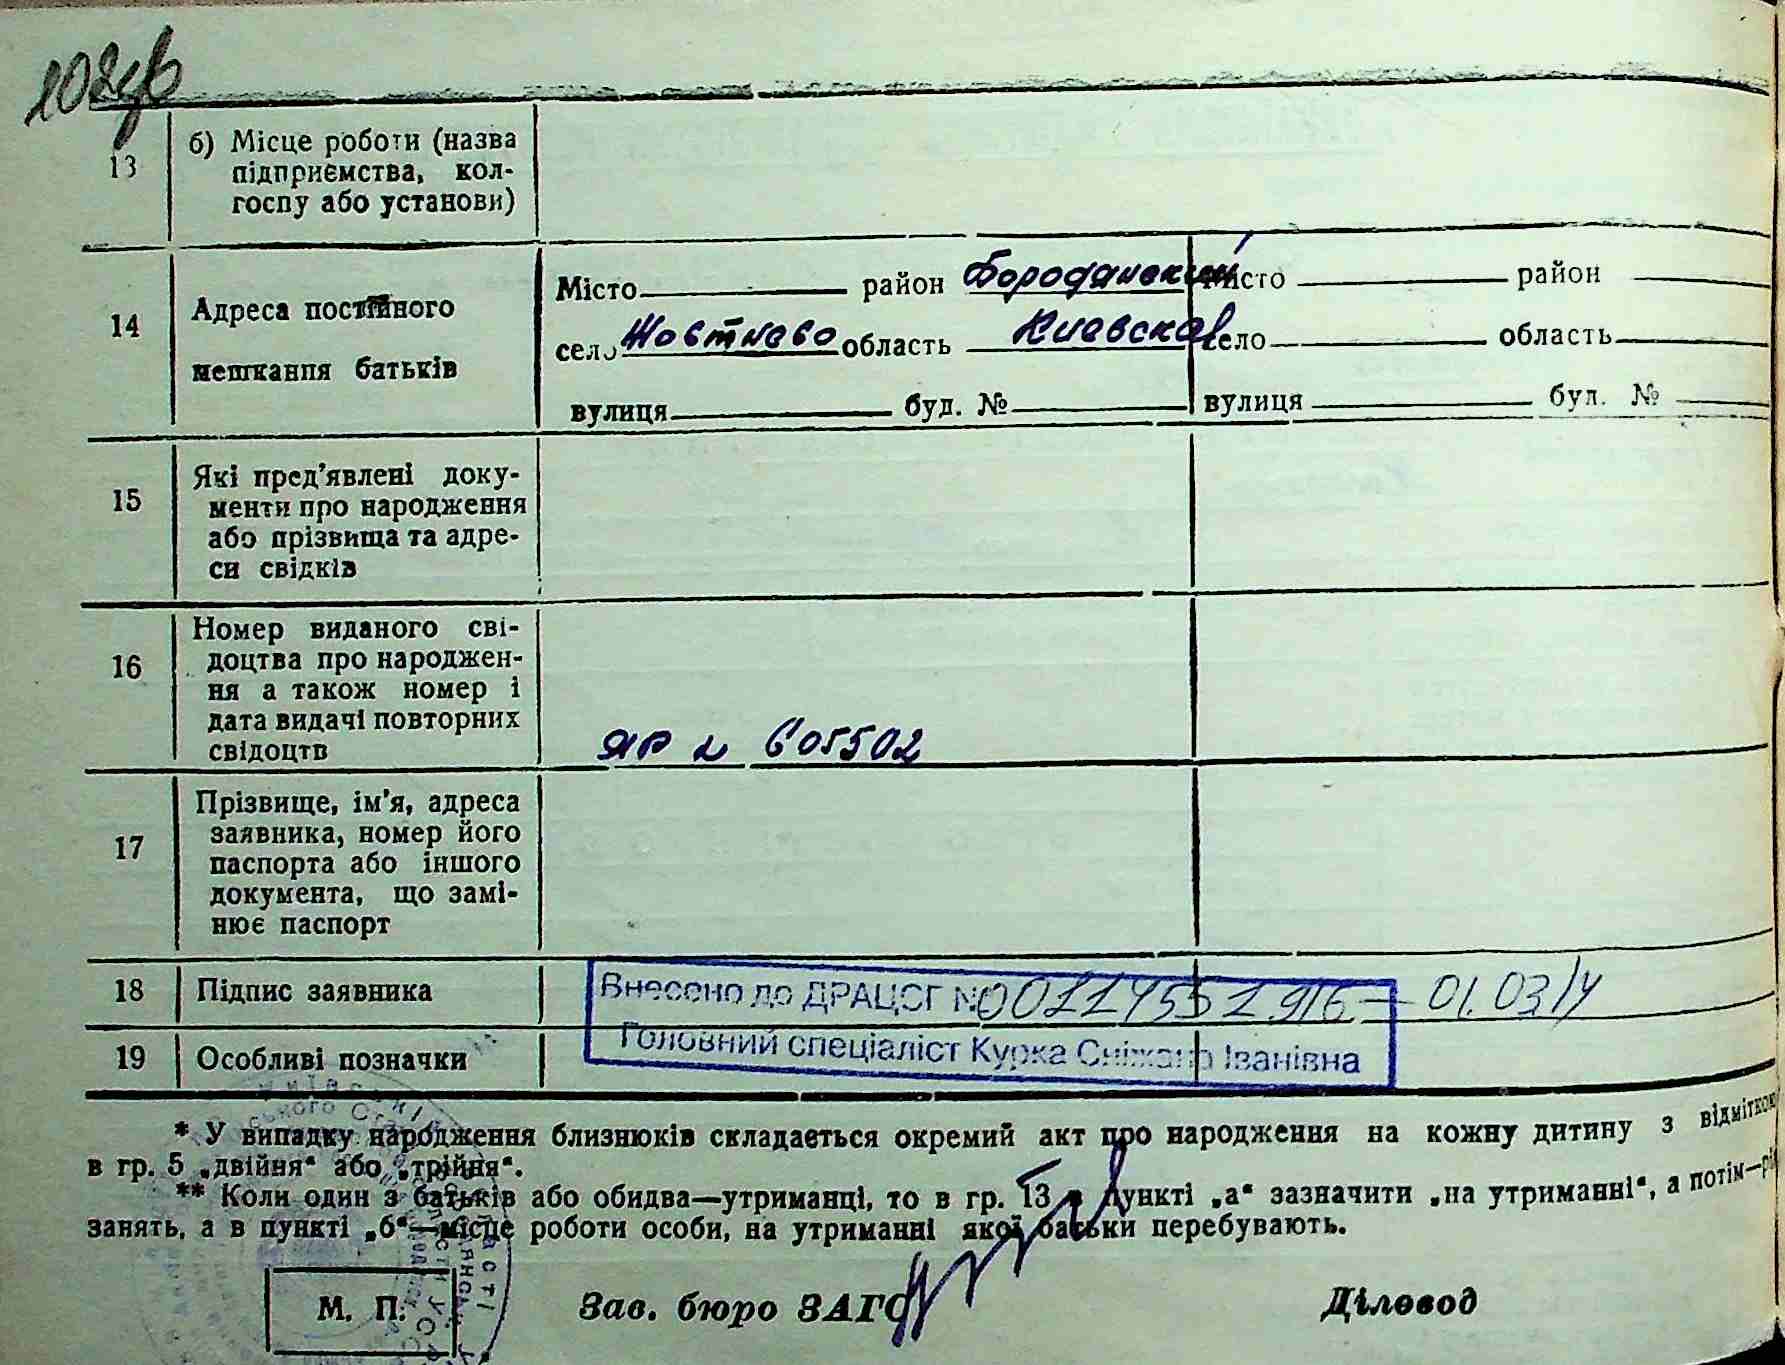 108зв
13 б) Місце роботи (назва
підприємства, кол-
госпу або установи)
14 Адреса постійного
мешкання батьків
Місто район Бородянский Місто район
село Жовтнево область Киевская село область
вулиця буд. № вулиця буд. №
15 Які пред'явлені доку-
менти про народження
або прізвища та адре-
си свідків
16 Номер виданого сві-
доцтва про народжен-
ня а також номер і
дата видачі повторних
свідоцтв
ЯР № 605502
17 Прізвище, ім'я, адреса
заявника, номер його
паспорта або іншого
документа, що замі-
нює паспорт
18 Підпис заявника
Внесено до ДРАЦСГ № 01.03
19 Особливі позначки
Головний спеціаліст Курка Сніжана Іванівна
* У випадку народження близнюків складається окремий акт про народження на кожну дитину з відміткою
в гр. 5 „двійня“ або „трійня“.
** Коли один з батьків або обидва—утриманці, то в гр. 13 в пункті „а“ зазначити „на утриманні“, а потім—рід
занять, а в пункті „б“—місце роботи особи, на утриманні якої батьки перебувають.
М. П.
Зав. бюро ЗАГС
Діловод